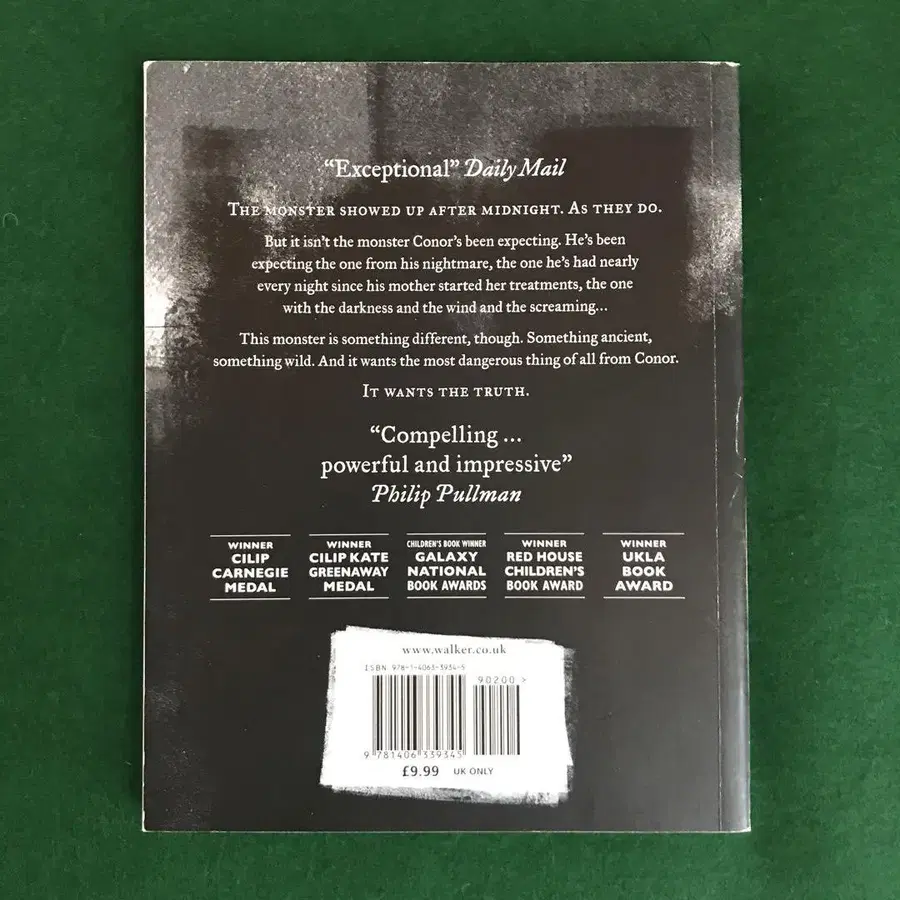 “Exceptional” Daily Mail
The monster showed up after midnight. As they do.
But it isn’t the monster Conor’s been expecting. He’s been
expecting the one from his nightmare, the one he’s had nearly
every night since his mother started her treatments, the one
with the darkness and the wind and the screaming...
This monster is something different, though. Something ancient,
something wild. And it wants the most dangerous thing of all from Conor.
It wants the truth.
“Compelling ...
powerful and impressive”
Philip Pullman
WINNER
CILIP
CARNEGIE
MEDAL
WINNER
CILIP KATE
GREENAWAY
MEDAL
CHILDREN’S BOOK WINNER
GALAXY
NATIONAL
BOOK AWARDS
WINNER
RED HOUSE
CHILDREN’S
BOOK AWARD
WINNER
UKLA
BOOK
AWARD
www.walker.co.uk
ISBN 978-1-4063-3934-5
90200 >
9 781406 339345
£9.99 UK ONLY